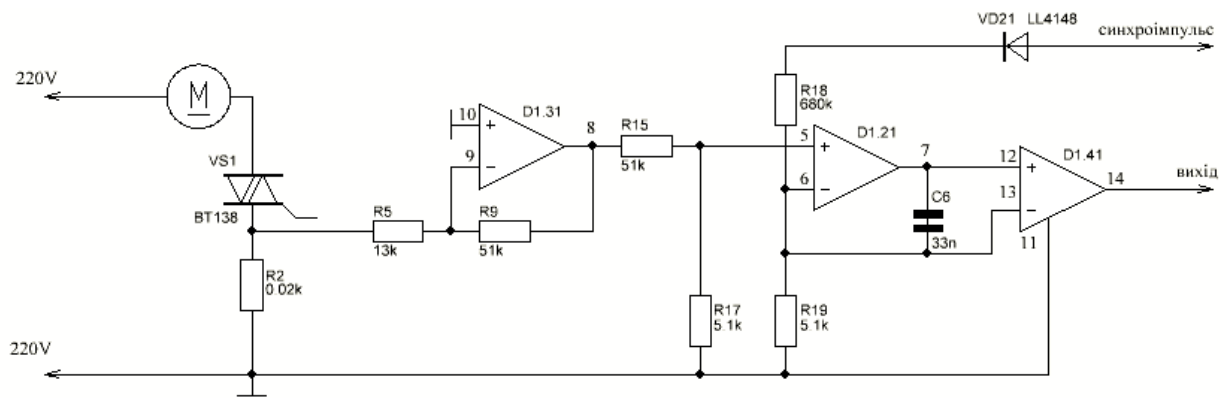 VD21 LL4148
синхроімпульс
220V
M
R18
680k
10
+
9
−
D1.31
8
R15
51k
5
+
6
−
D1.21
7
12
+
13
−
D1.41
14
вихід
11
VS1
BT138
R5
13k
R9
51k
C6
33n
R2
0.02k
R17
5.1k
R19
5.1k
220V